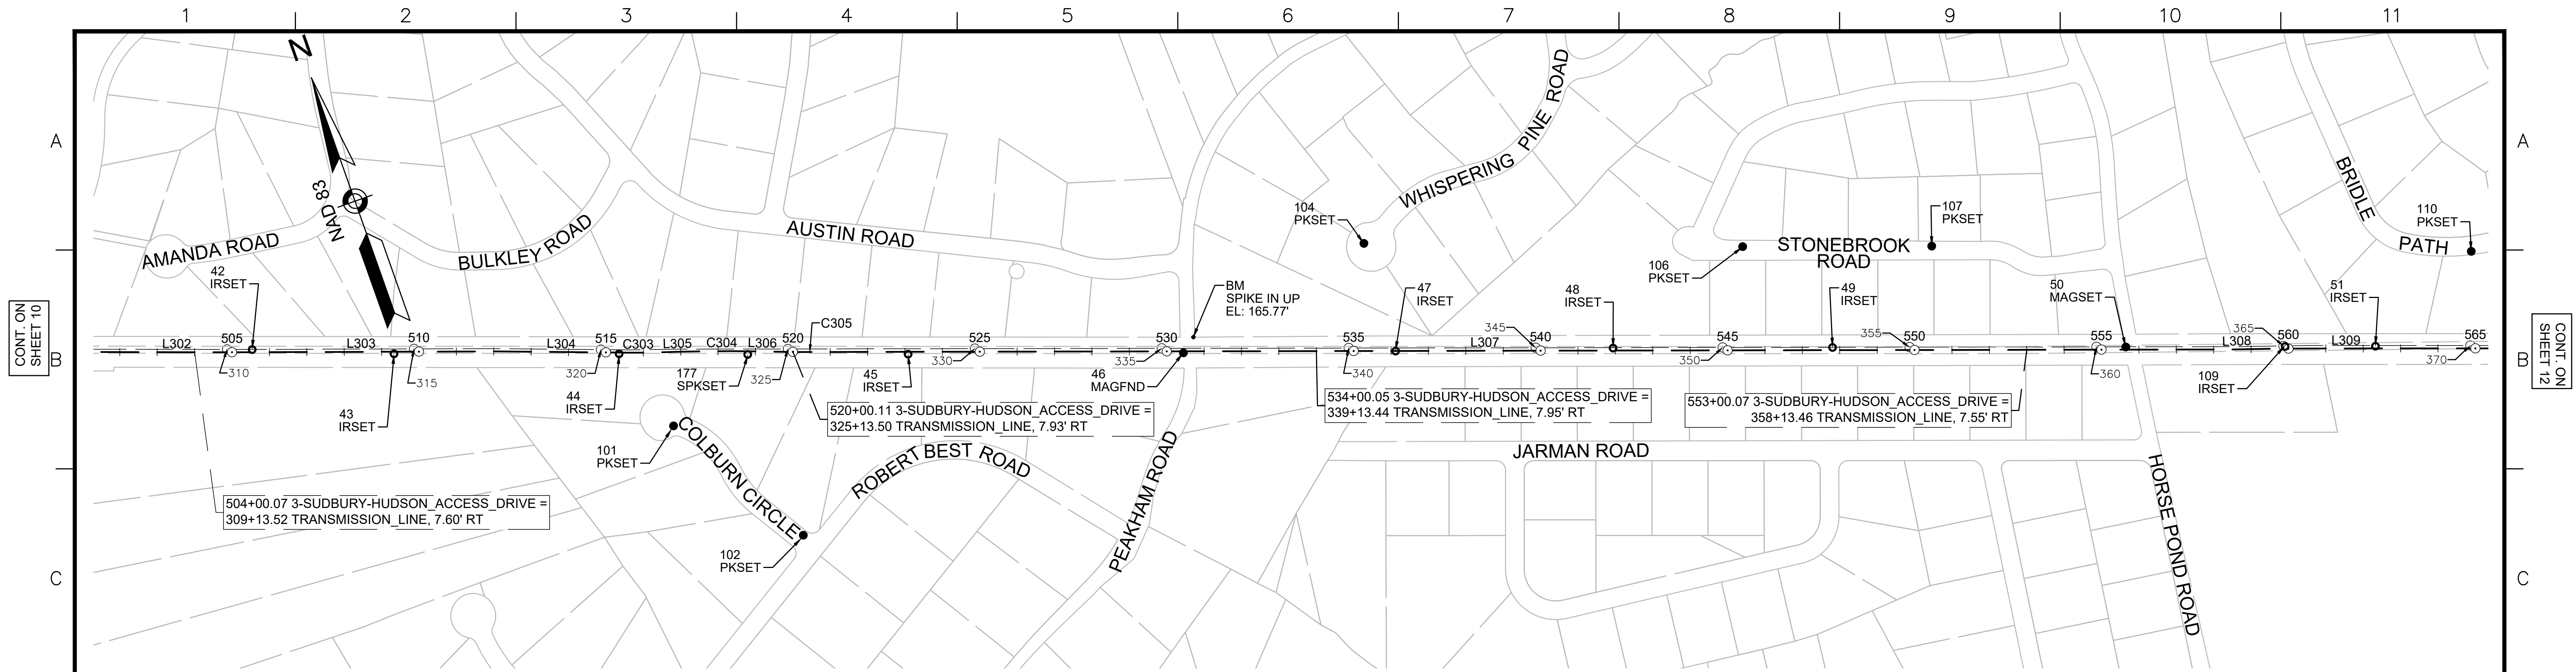 1 2 3 4 5 6 7 8 9 10 11
A
B
C
A
B
C
CONT. ON
SHEET 10
CONT. ON
SHEET 12
N
NAD 83
AMANDA ROAD
BULKLEY ROAD
AUSTIN ROAD
WHISPERING PINE ROAD
STONEBROOK
ROAD
BRIDLE PATH
104
PKSET
106
PKSET
107
PKSET
110
PKSET
42
IRSET
BM
SPIKE IN UP
EL: 165.77'
47
IRSET
48
IRSET
49
IRSET
50
MAGSET
51
IRSET
L302
505
L303
510
L304
515
C303
L305
C304
L306
520
C305
525
530
535
L307
345
540
545
355
550
555
L308
365
560
L309
565
310
315
320
325
330
335
340
350
360
370
43
IRSET
44
IRSET
177
SPKSET
45
IRSET
46
MAGFND
109
IRSET
520+00.11 3-SUDBURY-HUDSON_ACCESS_DRIVE =
325+13.50 TRANSMISSION_LINE, 7.93' RT
534+00.05 3-SUDBURY-HUDSON_ACCESS_DRIVE =
339+13.44 TRANSMISSION_LINE, 7.95' RT
553+00.07 3-SUDBURY-HUDSON_ACCESS_DRIVE =
358+13.46 TRANSMISSION_LINE, 7.55' RT
504+00.07 3-SUDBURY-HUDSON_ACCESS_DRIVE =
309+13.52 TRANSMISSION_LINE, 7.60' RT
101
PKSET
COLBURN CIRCLE
102
PKSET
ROBERT BEST ROAD
PEAKHAM ROAD
JARMAN ROAD
HORSE POND ROAD